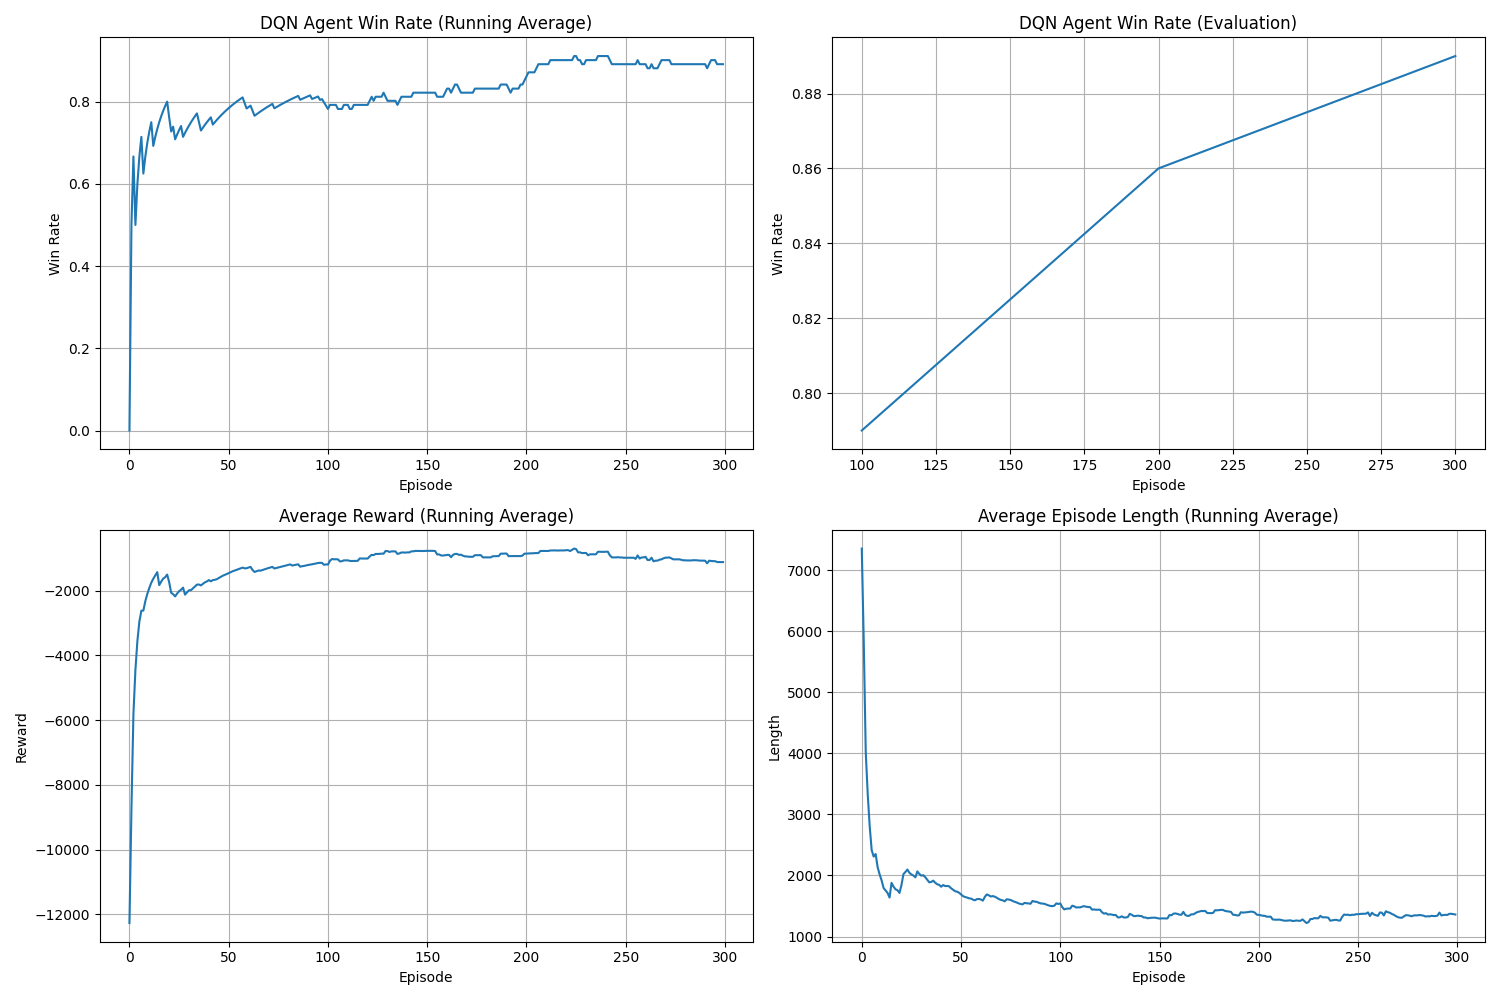 DQN Agent Win Rate (Running Average)
Win Rate
0.8
0.6
0.4
0.2
0.0
0 50 100 150 200 250 300
Episode
DQN Agent Win Rate (Evaluation)
Win Rate
0.88
0.86
0.84
0.82
0.80
100 125 150 175 200 225 250 275 300
Episode
Average Reward (Running Average)
Reward
−2000
−4000
−6000
−8000
−10000
−12000
0 50 100 150 200 250 300
Episode
Average Episode Length (Running Average)
Length
7000
6000
5000
4000
3000
2000
1000
0 50 100 150 200 250 300
Episode